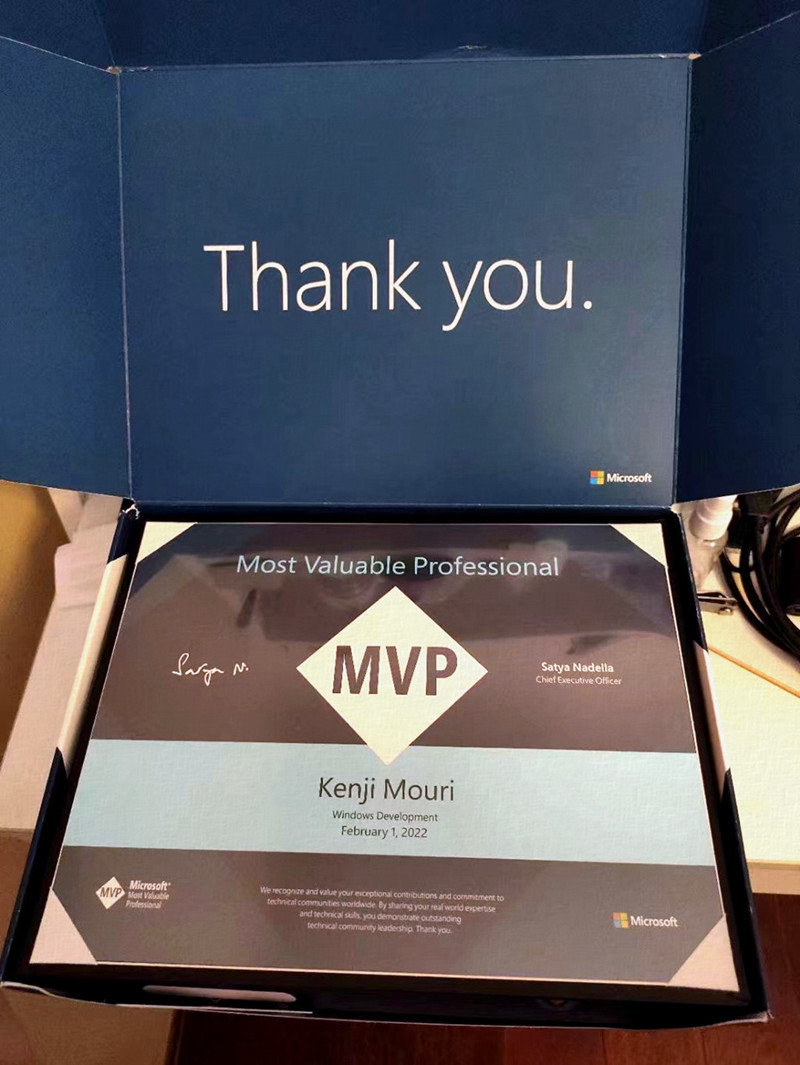 Thank you.
Microsoft
Most Valuable Professional
Satya N.
MVP
Satya Nadella
Chief Executive Officer
Kenji Mouri
Windows Development
February 1, 2022
MVP
Microsoft®
Most Valuable
Professional
We recognize and value your exceptional contributions and commitment to
technical communities worldwide. By sharing your real world expertise
and technical skills, you demonstrate outstanding
technical community leadership. Thank you.
Microsoft